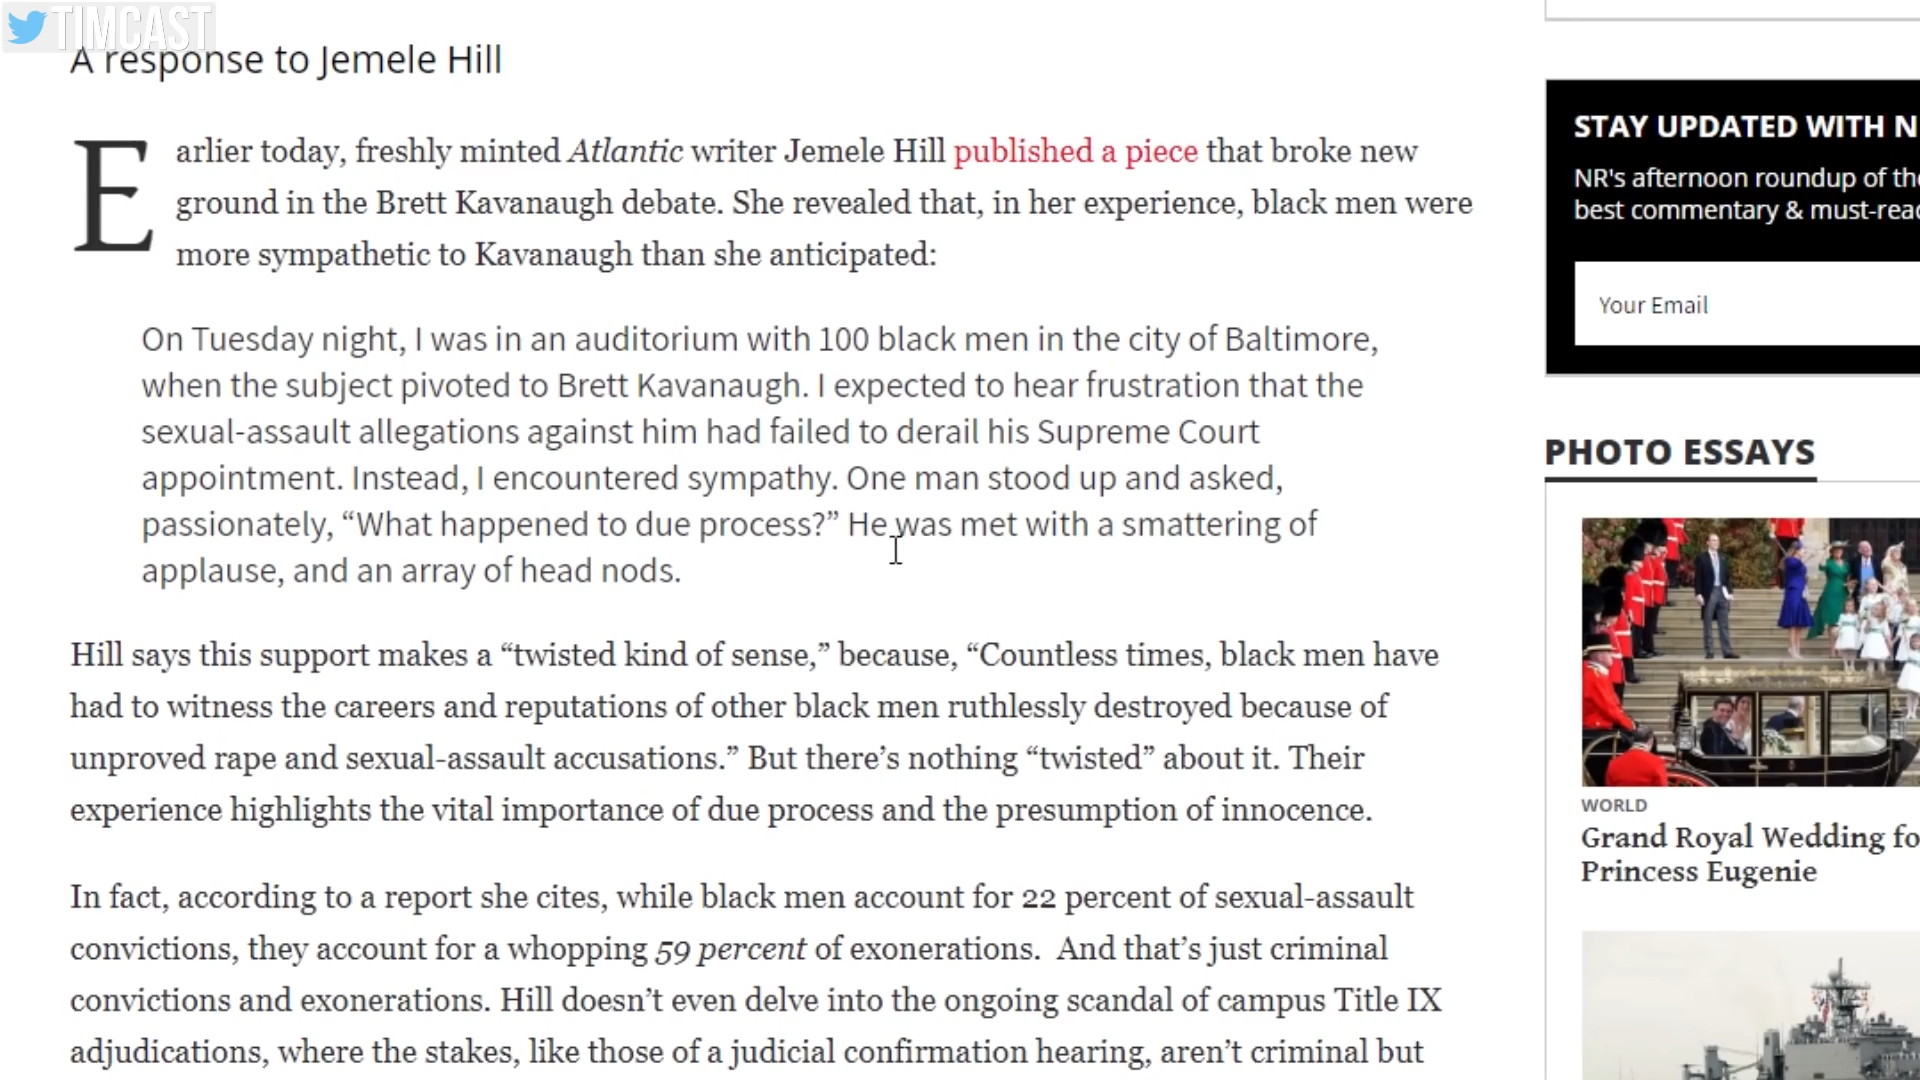 TIMCAST
A response to Jemele Hill
Earlier today, freshly minted Atlantic writer Jemele Hill published a piece that broke new
ground in the Brett Kavanaugh debate. She revealed that, in her experience, black men were
more sympathetic to Kavanaugh than she anticipated:
On Tuesday night, I was in an auditorium with 100 black men in the city of Baltimore,
when the subject pivoted to Brett Kavanaugh. I expected to hear frustration that the
sexual-assault allegations against him had failed to derail his Supreme Court
appointment. Instead, I encountered sympathy. One man stood up and asked,
passionately, “What happened to due process?” He was met with a smattering of
applause, and an array of head nods.
Hill says this support makes a “twisted kind of sense,” because, “Countless times, black men have
had to witness the careers and reputations of other black men ruthlessly destroyed because of
unproved rape and sexual-assault accusations.” But there’s nothing “twisted” about it. Their
experience highlights the vital importance of due process and the presumption of innocence.
In fact, according to a report she cites, while black men account for 22 percent of sexual-assault
convictions, they account for a whopping 59 percent of exonerations. And that’s just criminal
convictions and exonerations. Hill doesn’t even delve into the ongoing scandal of campus Title IX
adjudications, where the stakes, like those of a judicial confirmation hearing, aren’t criminal but
STAY UPDATED WITH N
NR's afternoon roundup of the
best commentary & must-read
Your Email
PHOTO ESSAYS
WORLD
Grand Royal Wedding fo
Princess Eugenie